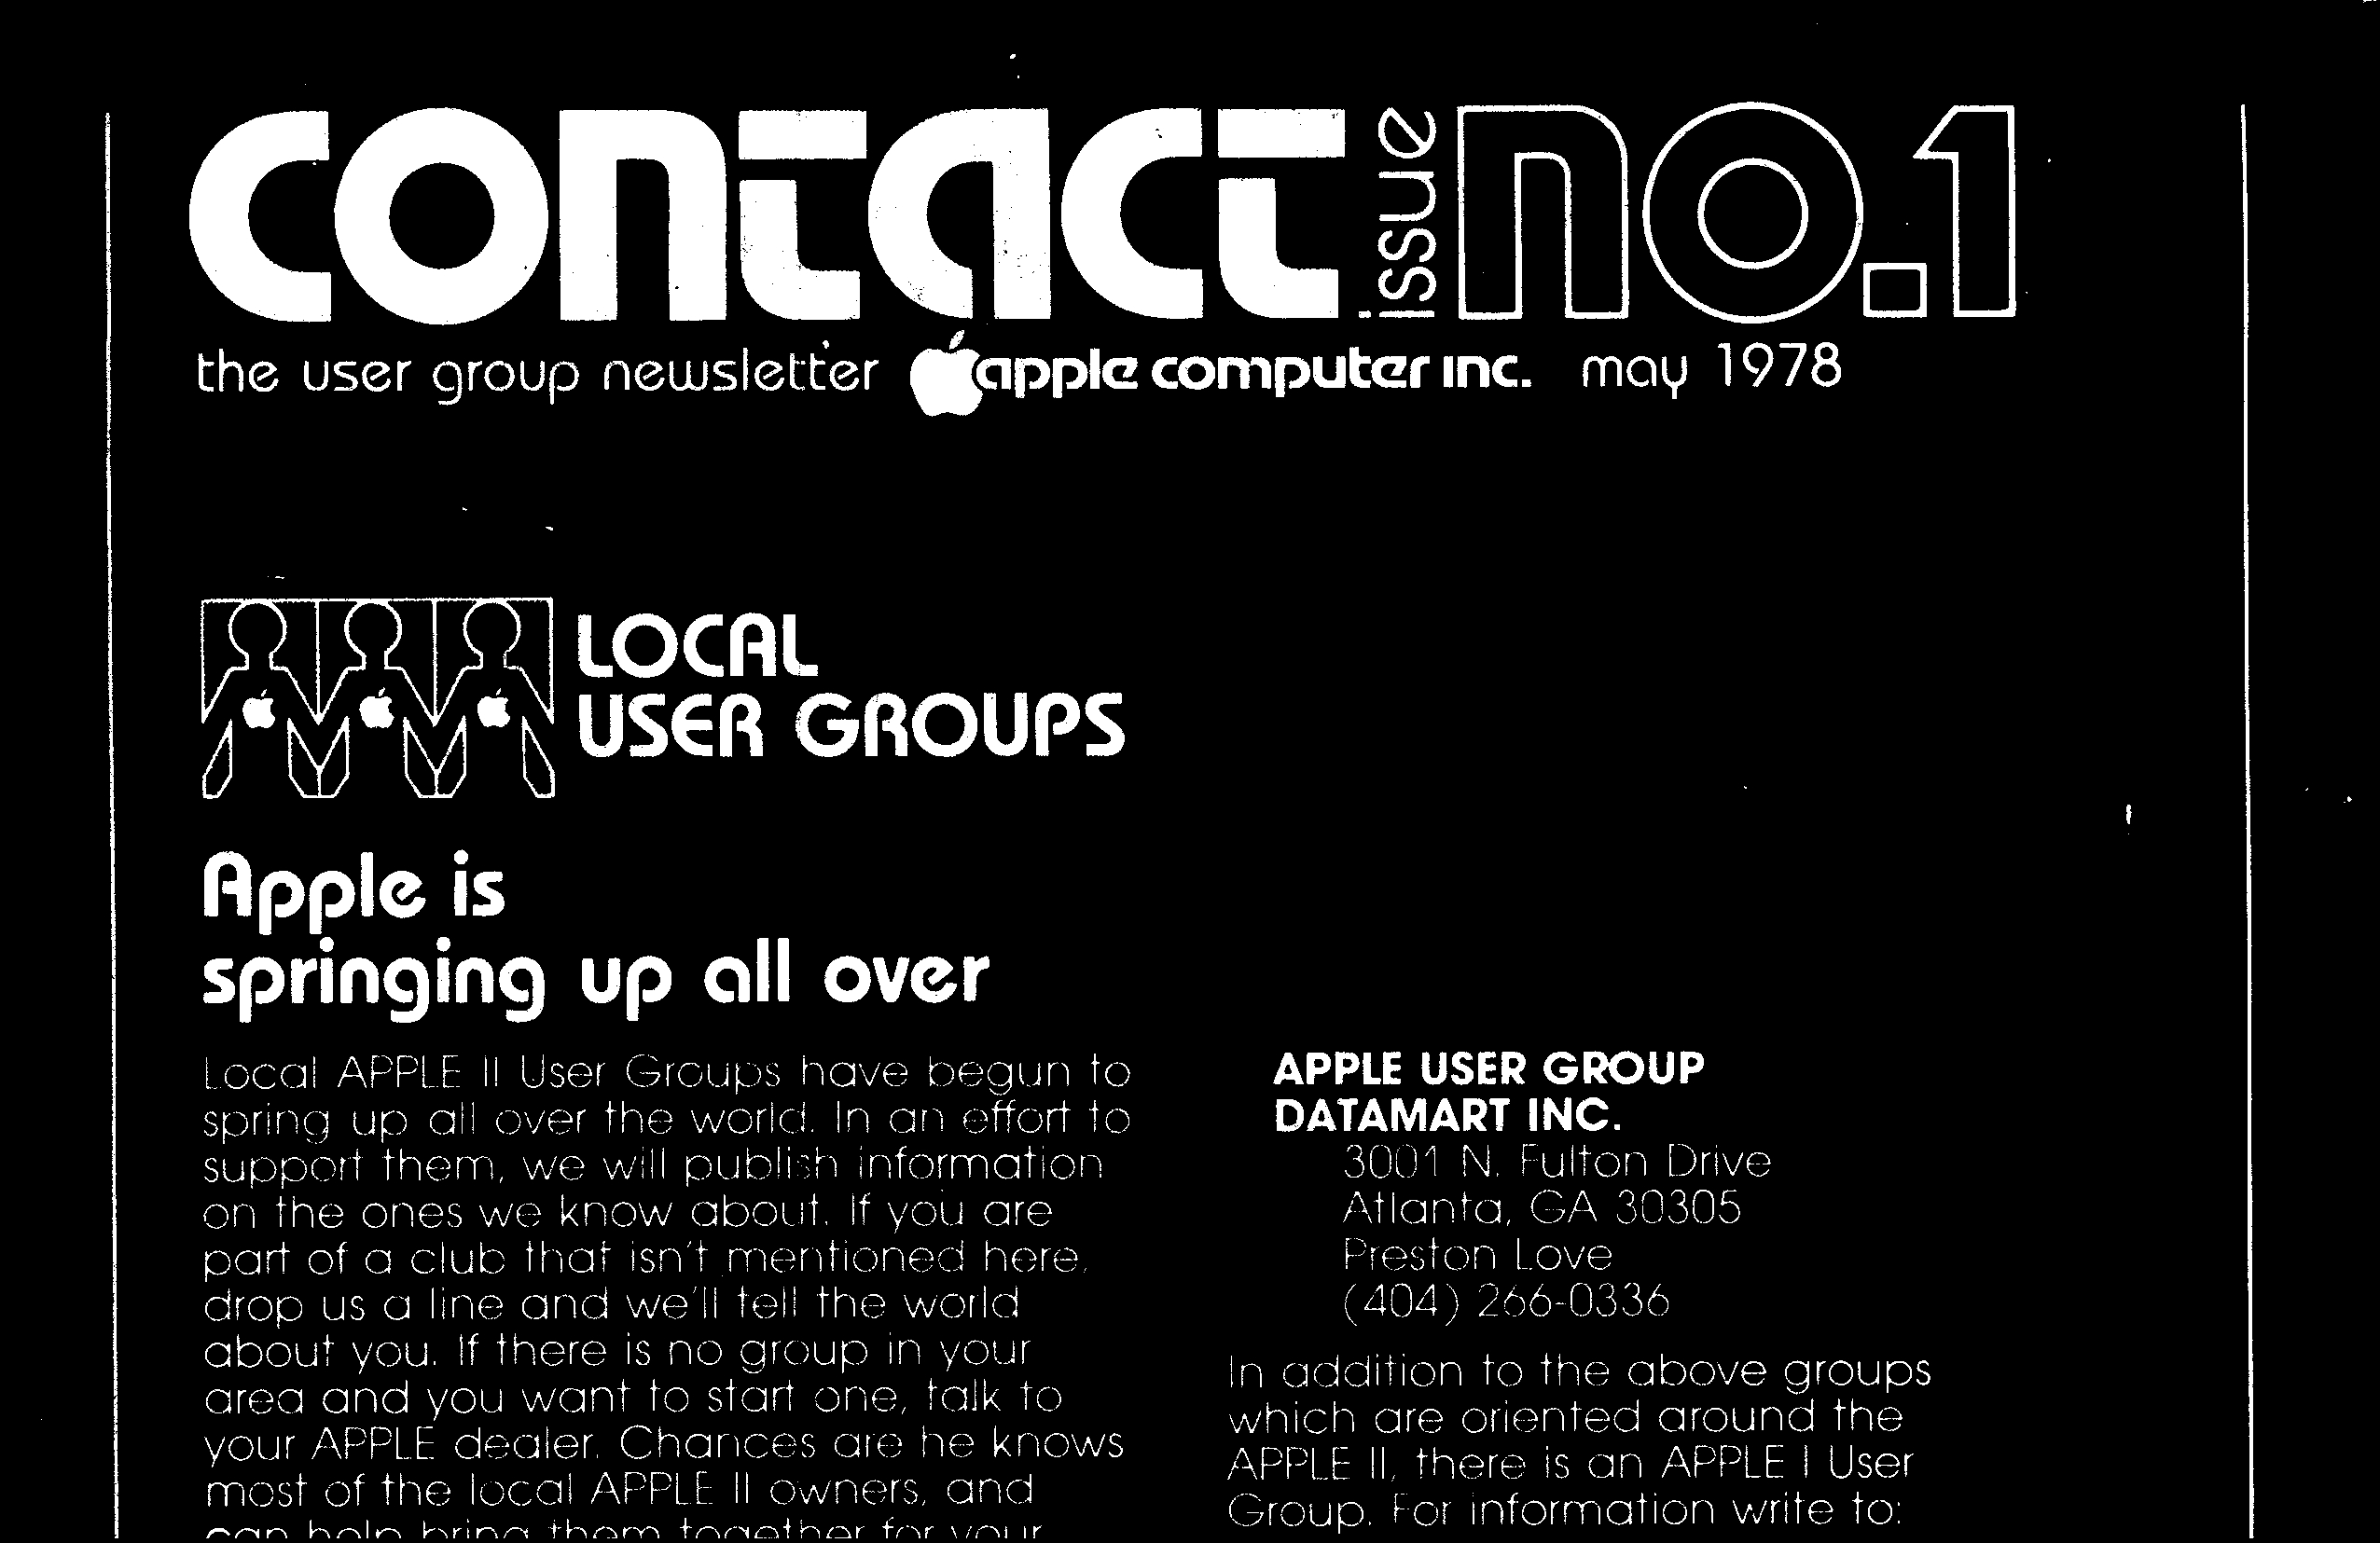 contact issue no.1
the user group newsletter apple computer inc. may 1978
LOCAL
USER GROUPS
Apple is
springing up all over
Local APPLE II User Groups have begun to
spring up all over the world. In an effort to
support them, we will publish information
on the ones we know about. If you are
part of a club that isn't mentioned here,
drop us a line and we'll tell the world
about you. If there is no group in your
area and you want to start one, talk to
your APPLE dealer. Chances are he knows
most of the local APPLE II owners, and
can help bring them together for your
APPLE USER GROUP
DATAMART INC.
3001 N. Fulton Drive
Atlanta, GA 30305
Preston Love
(404) 266-0336
In addition to the above groups
which are oriented around the
APPLE II, there is an APPLE I User
Group. For information write to: